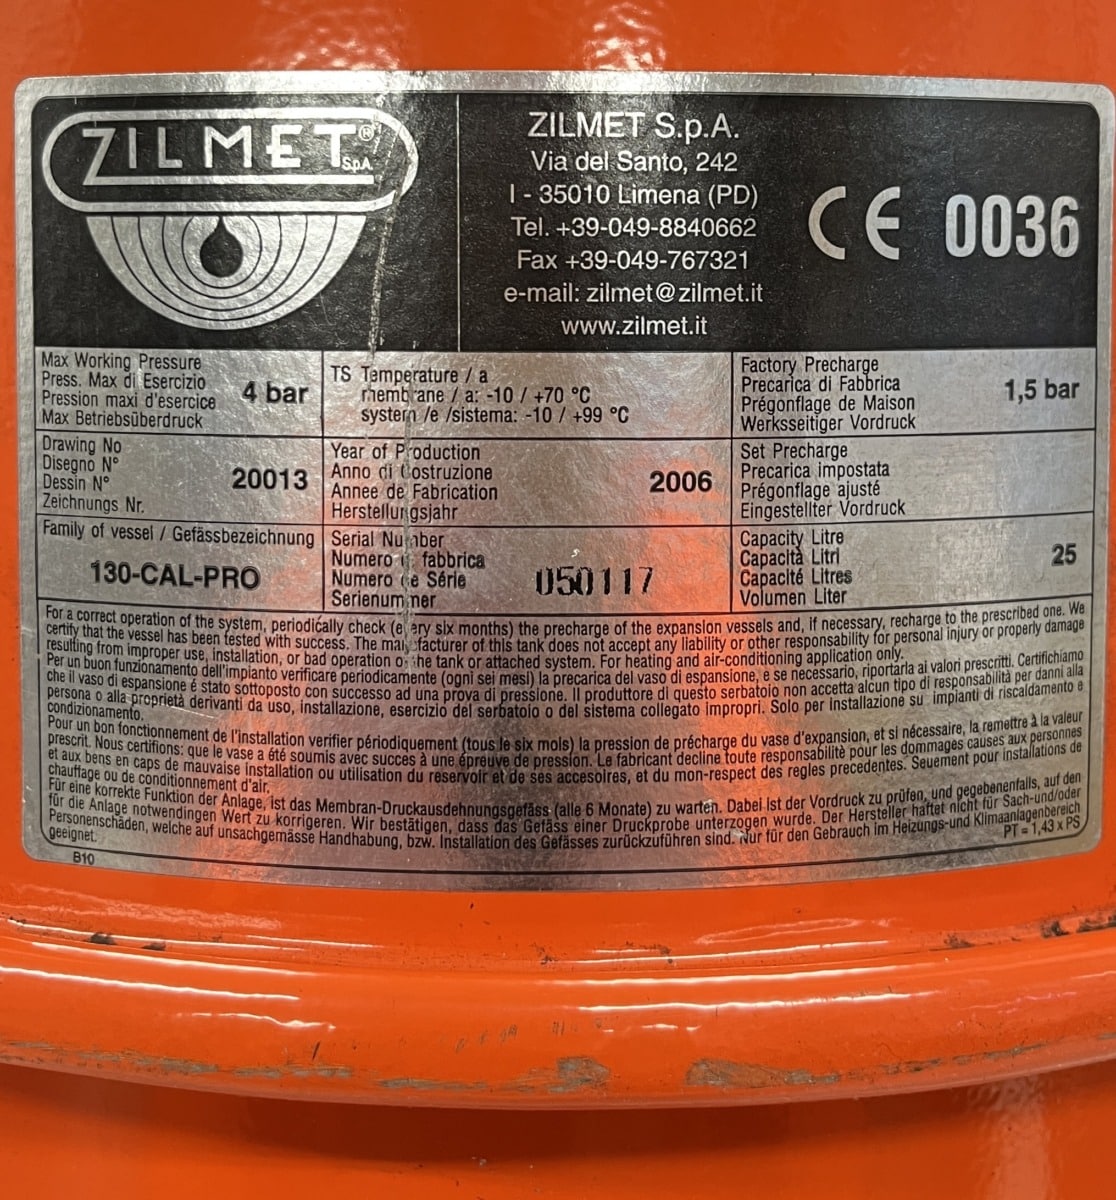 ZILMET® S.p.A.
ZILMET S.p.A.
Via del Santo, 242
I - 35010 Limena (PD)
Tel. +39-049-8840662
Fax +39-049-767321
e-mail: zilmet@zilmet.it
www.zilmet.it
CE 0036
Max Working Pressure
Press. Max di Esercizio
Pression maxi d'esercice
Max Betriebsüberdruck
4 bar
TS Temperature / a
membrane / a: -10 / +70 °C
system /e /sistema: -10 / +99 °C
Factory Precharge
Precarica di Fabbrica
Prégonflage de Maison
Werksseitiger Vordruck
1,5 bar
Drawing No
Disegno N°
Dessin N°
Zeichnungs Nr.
20013
Year of Production
Anno di Costruzione
Annee de Fabrication
Herstellungsjahr
2006
Set Precharge
Precarica impostata
Prégonflage ajusté
Eingestellter Vordruck
Family of vessel / Gefässbezeichnung
130-CAL-PRO
Serial Number
Numero di fabbrica
Numero de Série
Serienummer
050117
Capacity Litre
Capacità Litri
Capacité Litres
Volumen Liter
25
For a correct operation of the system, periodically check (every six months) the precharge of the expansion vessels and, if necessary, recharge to the prescribed one. We
certify that the vessel has been tested with success. The manufacturer of this tank does not accept any liability or other responsability for personal injury or properly damage
resulting from improper use, installation, or bad operation of the tank or attached system. For heating and air-conditioning application only.
Per un buon funzionamento dell'impianto verificare periodicamente (ogni sei mesi) la precarica del vaso di espansione, e se necessario, riportarla ai valori prescritti. Certifichiamo
che il vaso di espansione é stato sottoposto con successo ad una prova di pressione. Il produttore di questo serbatoio non accetta alcun tipo di responsabilità per danni alla
persona o alla proprietà derivanti da uso, installazione, esercizio del serbatoio o del sistema collegato impropri. Solo per installazione su impianti di riscaldamento e
condizionamento.
Pour un bon fonctionnement de l'installation verifier périodiquement (tous le six mois) la pression de précharge du vase d'expansion, et si nécessaire, la remettre à la valeur
prescrit. Nous certifions: que le vase a été soumis avec succes à une épreuve de pression. Le fabricant decline toute responsabilité pour les dommages causes aux personnes
et aux bens en caps de mauvaise installation ou utilisation du reservoir et de ses accesoires, et du mon-respect des regles precedentes. Seuement pour installations de
chauffage ou de conditionnement d'air,
Für eine korrekte Funktion der Anlage, ist das Membran-Druckausdehnungsgefäss (alle 6 Monate) zu warten. Dabei ist der Vordruck zu prüfen, und gegebenenfalls, auf den
für die Anlage notwendingen Wert zu korrigeren. Wir bestätigen, dass das Gefäss einer Druckprobe unterzogen wurde. Der Hersteller haftet nicht für Sach-und/oder
Personenschäden, welche auf unsachgemässe Handhabung, bzw. Installation des Gefässes zurückzuführen sind. Nur für den Gebrauch im Heizungs-und Klimaanlagenbereich
geeignet.
PT = 1,43 x PS
B10